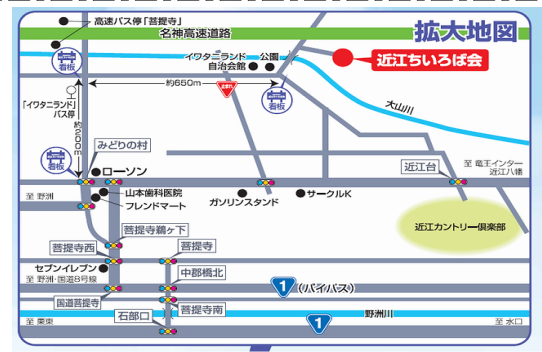 高速バス停「菩提寺」
拡大地図
名神高速道路
イワタニランド
自治会館
公園
近江ちいろば会
看板
約650m
止まれ
看板
「イワタニランド」
バス停
約200m
大山川
みどりの村
看板
ローソン
近江台
至 竜王インター
近江八幡
至 野洲
山本歯科医院
フレンドマート
ガソリンスタンド
サークルK
菩提寺鵜ヶ下
近江カントリー倶楽部
菩提寺西
菩提寺
セブンイレブン
至 野洲・国道8号線
中郡橋北
1
(バイパス)
国道菩提寺
菩提寺南
野洲川
至 栗東
石部口
1
至 水口